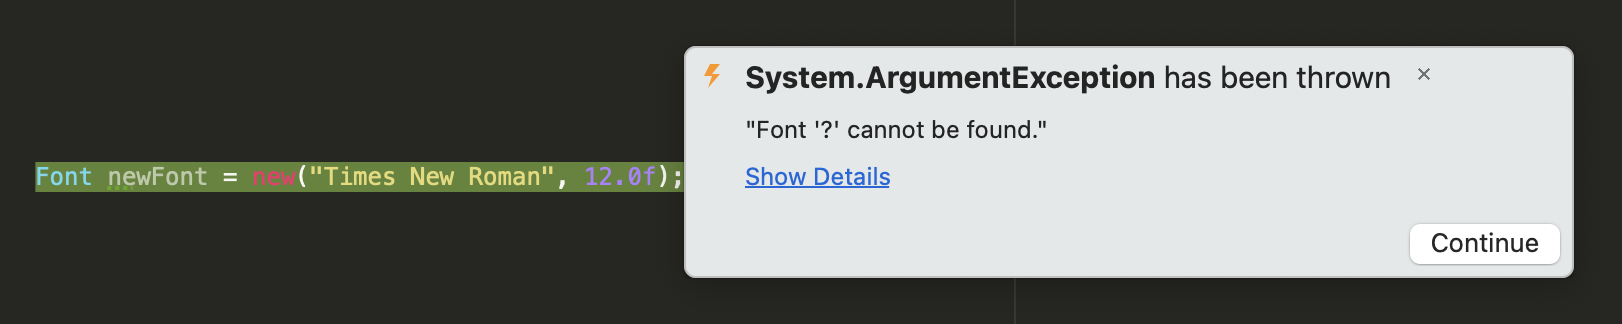 System.ArgumentException has been thrown ×
"Font '?' cannot be found."
Font newFont = new("Times New Roman", 12.0f);
Show Details
Continue